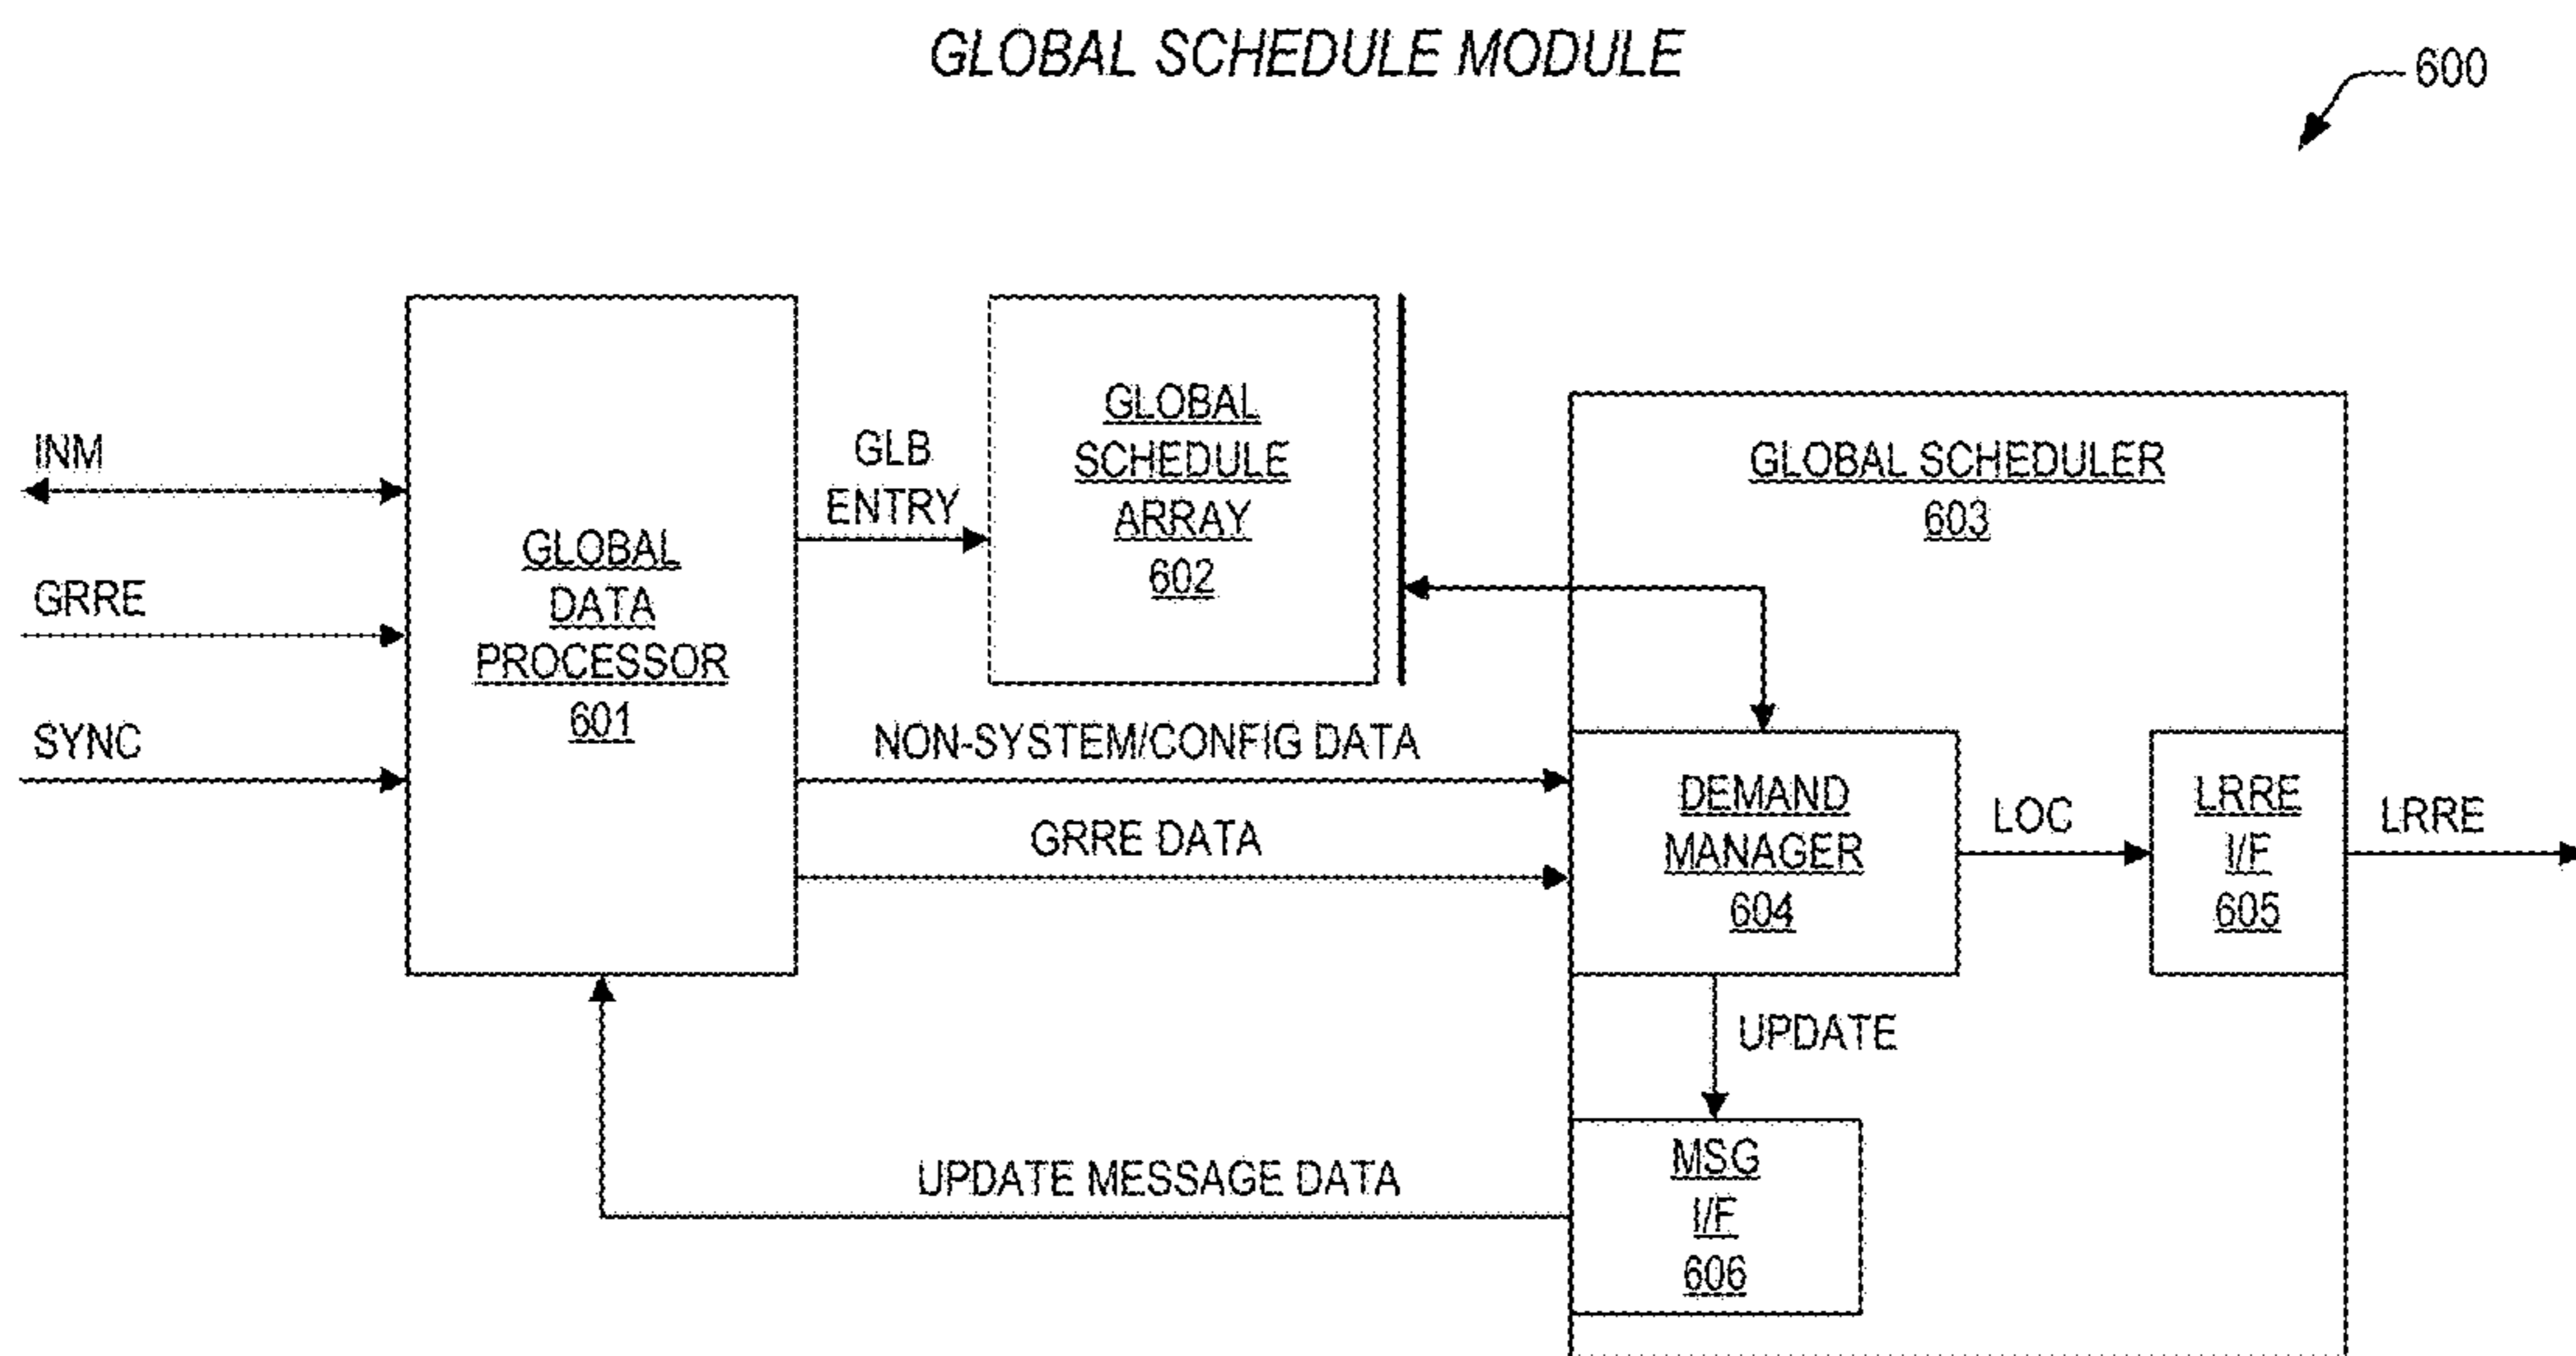 GLOBAL SCHEDULE MODULE
600
INM
GRRE
SYNC
GLOBAL
DATA
PROCESSOR
601
GLB
ENTRY
GLOBAL
SCHEDULE
ARRAY
602
NON-SYSTEM/CONFIG DATA
GRRE DATA
UPDATE MESSAGE DATA
GLOBAL SCHEDULER
603
DEMAND
MANAGER
604
LOC
LRRE
I/F
605
LRRE
UPDATE
MSG
I/F
606